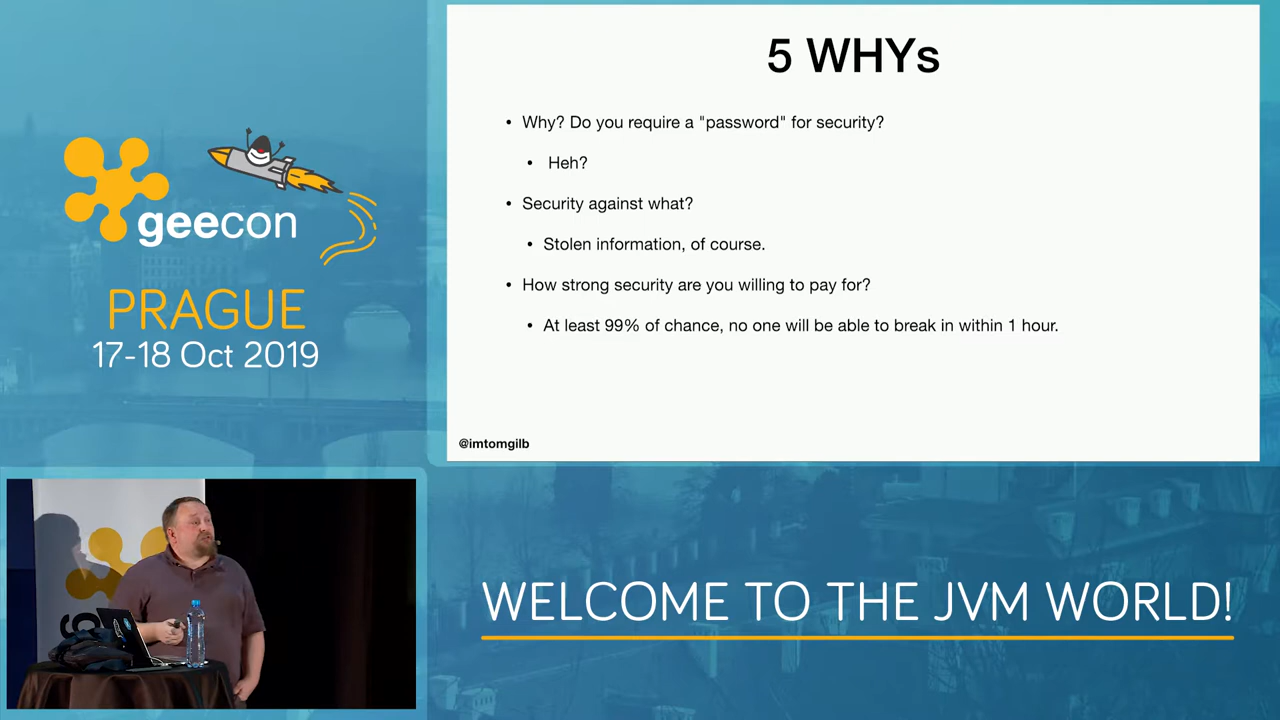 geecon
PRAGUE
17-18 Oct 2019
5 WHYs
• Why? Do you require a "password" for security?
• Heh?
• Security against what?
• Stolen information, of course.
• How strong security are you willing to pay for?
• At least 99% of chance, no one will be able to break in within 1 hour.
@imtomgilb
WELCOME TO THE JVM WORLD!